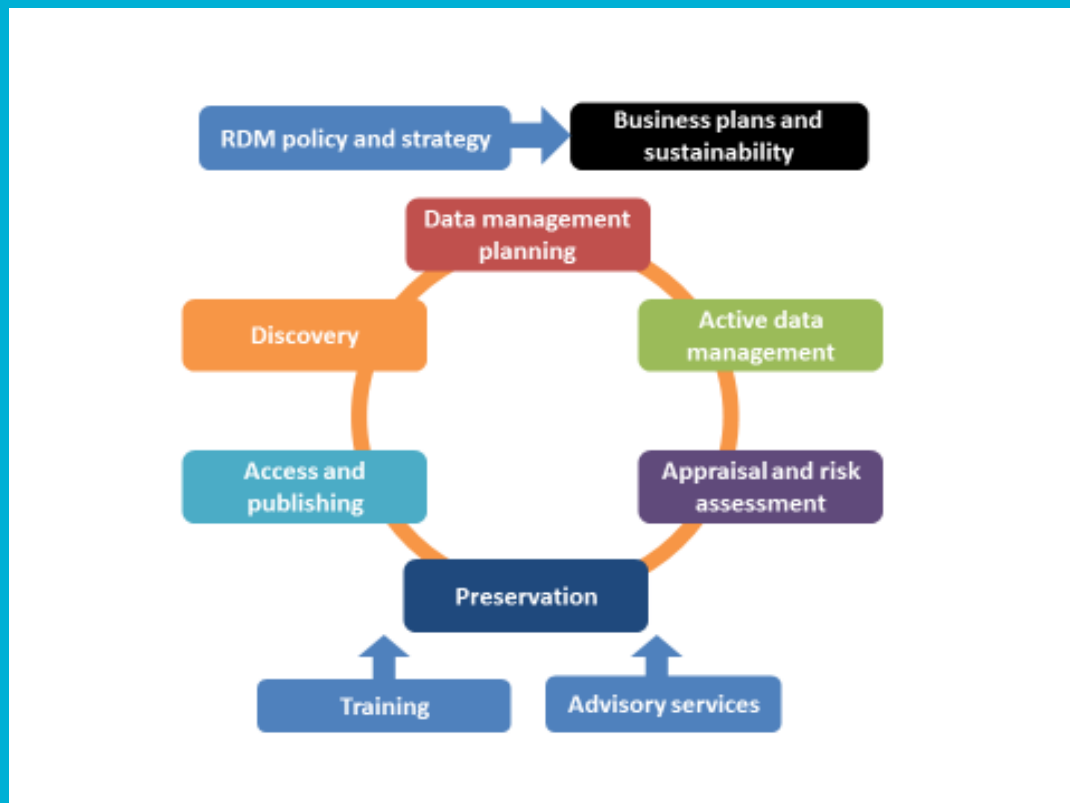 RDM policy and strategy
Business plans and
sustainability
Data management
planning
Discovery
Active data
management
Access and
publishing
Appraisal and risk
assessment
Preservation
Training
Advisory services